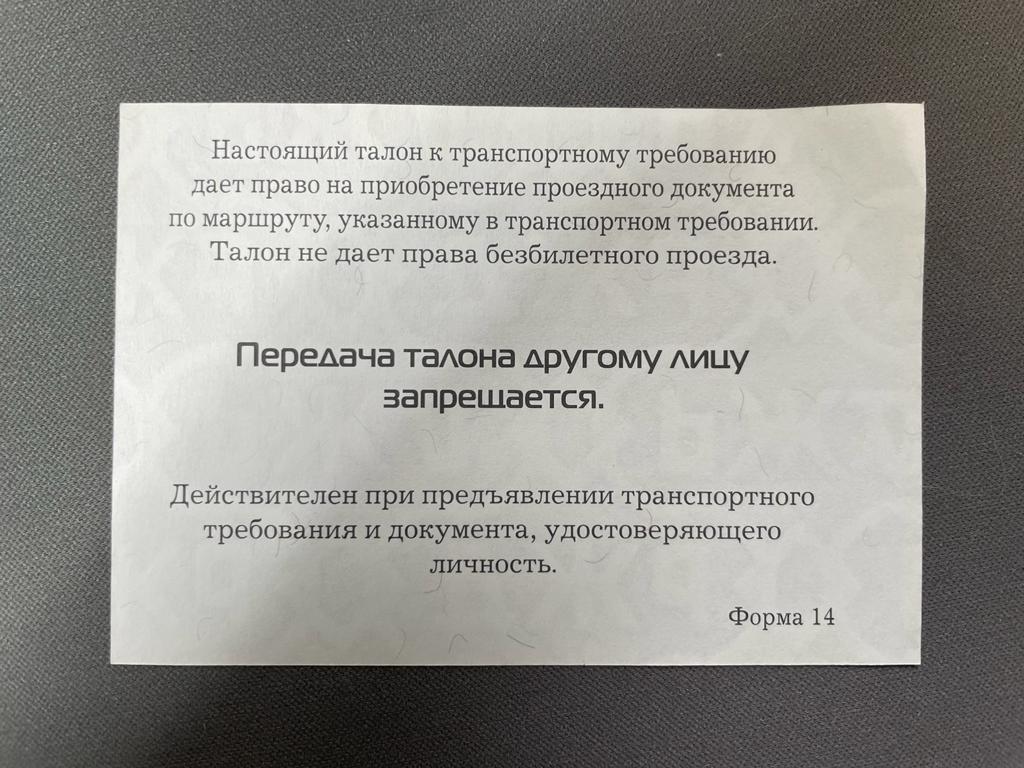 Настоящий талон к транспортному требованию
дает право на приобретение проездного документа
по маршруту, указанному в транспортном требовании.
Талон не дает права безбилетного проезда.
Передача талона другому лицу
запрещается.
Действителен при предъявлении транспортного
требования и документа, удостоверяющего
личность.
Форма 14